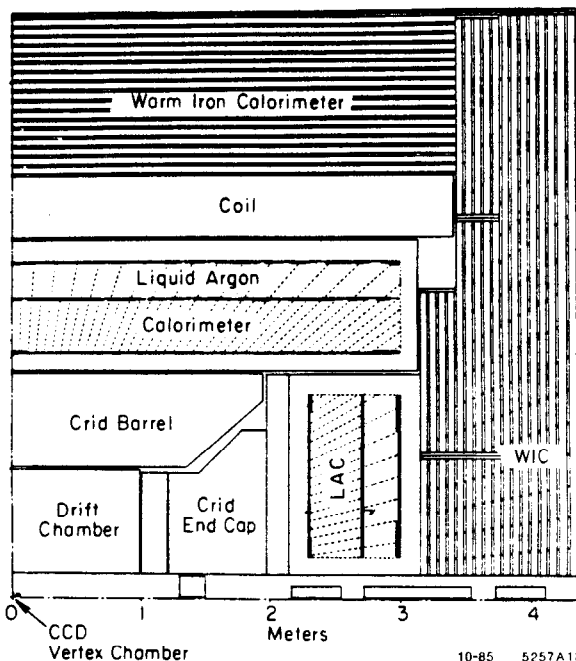 Warm Iron Calorimeter
Coil
Liquid Argon
Calorimeter
Crid Barrel
WIC
LAC
Drift
Chamber
Crid
End Cap
0 1 2 3 4
Meters
CCD
Vertex Chamber
10-85 5257A1